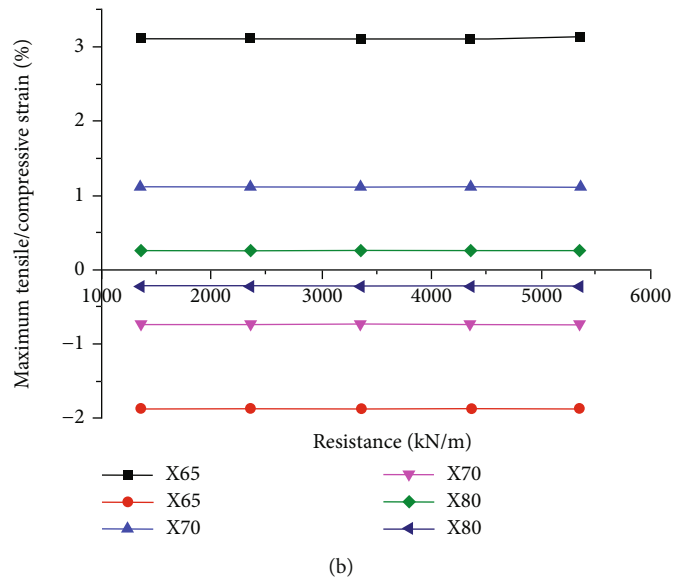 Maximum tensile/compressive strain (%)
3
2
1
0
−1
−2
1000 2000 3000 4000 5000 6000
Resistance (kN/m)
X65 X70
X65 X80
X70 X80
(b)